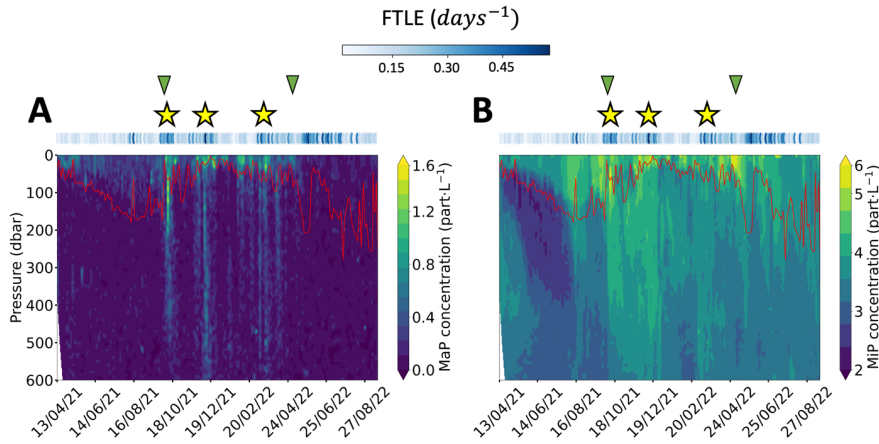 FTLE (days⁻¹)
0.15 0.30 0.45
A
B
0
100
200
300
400
500
600
Pressure (dbar)
1.6
1.2
0.8
0.4
0.0
MaP concentration (part·L⁻¹)
6
5
4
3
2
MiP concentration (part·L⁻¹)
13/04/21 14/06/21 16/08/21 18/10/21 19/12/21 20/02/22 24/04/22 25/06/22 27/08/22
13/04/21 14/06/21 16/08/21 18/10/21 19/12/21 20/02/22 24/04/22 25/06/22 27/08/22